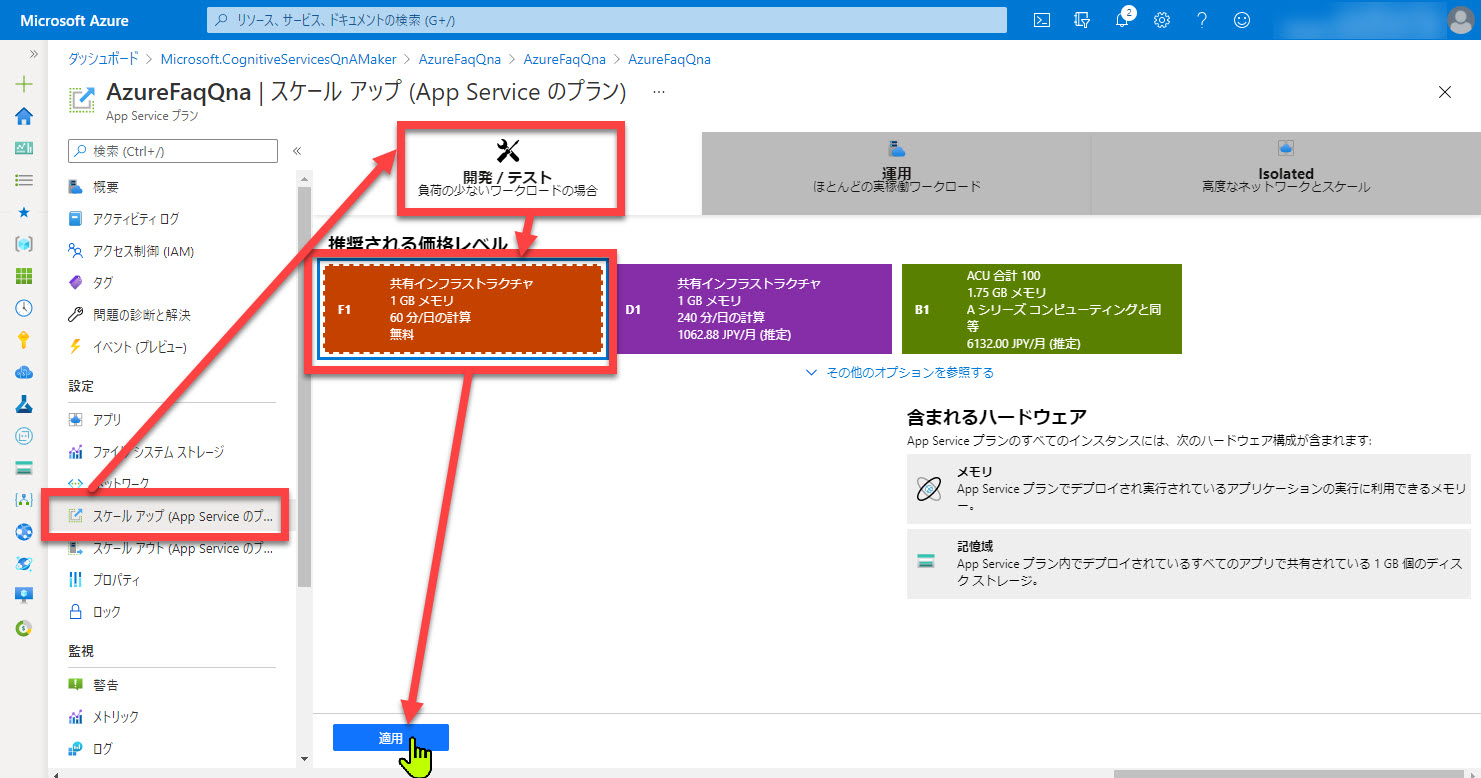 Microsoft Azure
リソース、サービス、ドキュメントの検索 (G+/)
2
ダッシュボード > Microsoft.CognitiveServicesQnAMaker > AzureFaqQna > AzureFaqQna > AzureFaqQna
AzureFaqQna | スケール アップ (App Service のプラン) ...
App Service プラン
検索 (Ctrl+/)
概要
アクティビティ ログ
アクセス制御 (IAM)
タグ
問題の診断と解決
イベント (プレビュー)
設定
アプリ
ファイル システム ストレージ
ネットワーク
スケール アップ (App Service のプ...
スケール アウト (App Service のプ...
プロパティ
ロック
監視
警告
メトリック
ログ
開発 / テスト
負荷の少ないワークロードの場合
運用
ほとんどの実稼働ワークロード
Isolated
高度なネットワークとスケール
推奨される価格レベル
F1
共有インフラストラクチャ
1 GB メモリ
60 分/日の計算
無料
D1
共有インフラストラクチャ
1 GB メモリ
240 分/日の計算
1062.88 JPY/月 (推定)
B1
ACU 合計 100
1.75 GB メモリ
A シリーズ コンピューティングと同
等
6132.00 JPY/月 (推定)
その他のオプションを参照する
含まれるハードウェア
App Service プランのすべてのインスタンスには、次のハードウェア構成が含まれます:
メモリ
App Service プランでデプロイされ実行されているアプリケーションの実行に利用できるメモリ
ー。
記憶域
App Service プラン内でデプロイされているすべてのアプリで共有されている 1 GB 個のディス
ク ストレージ。
適用